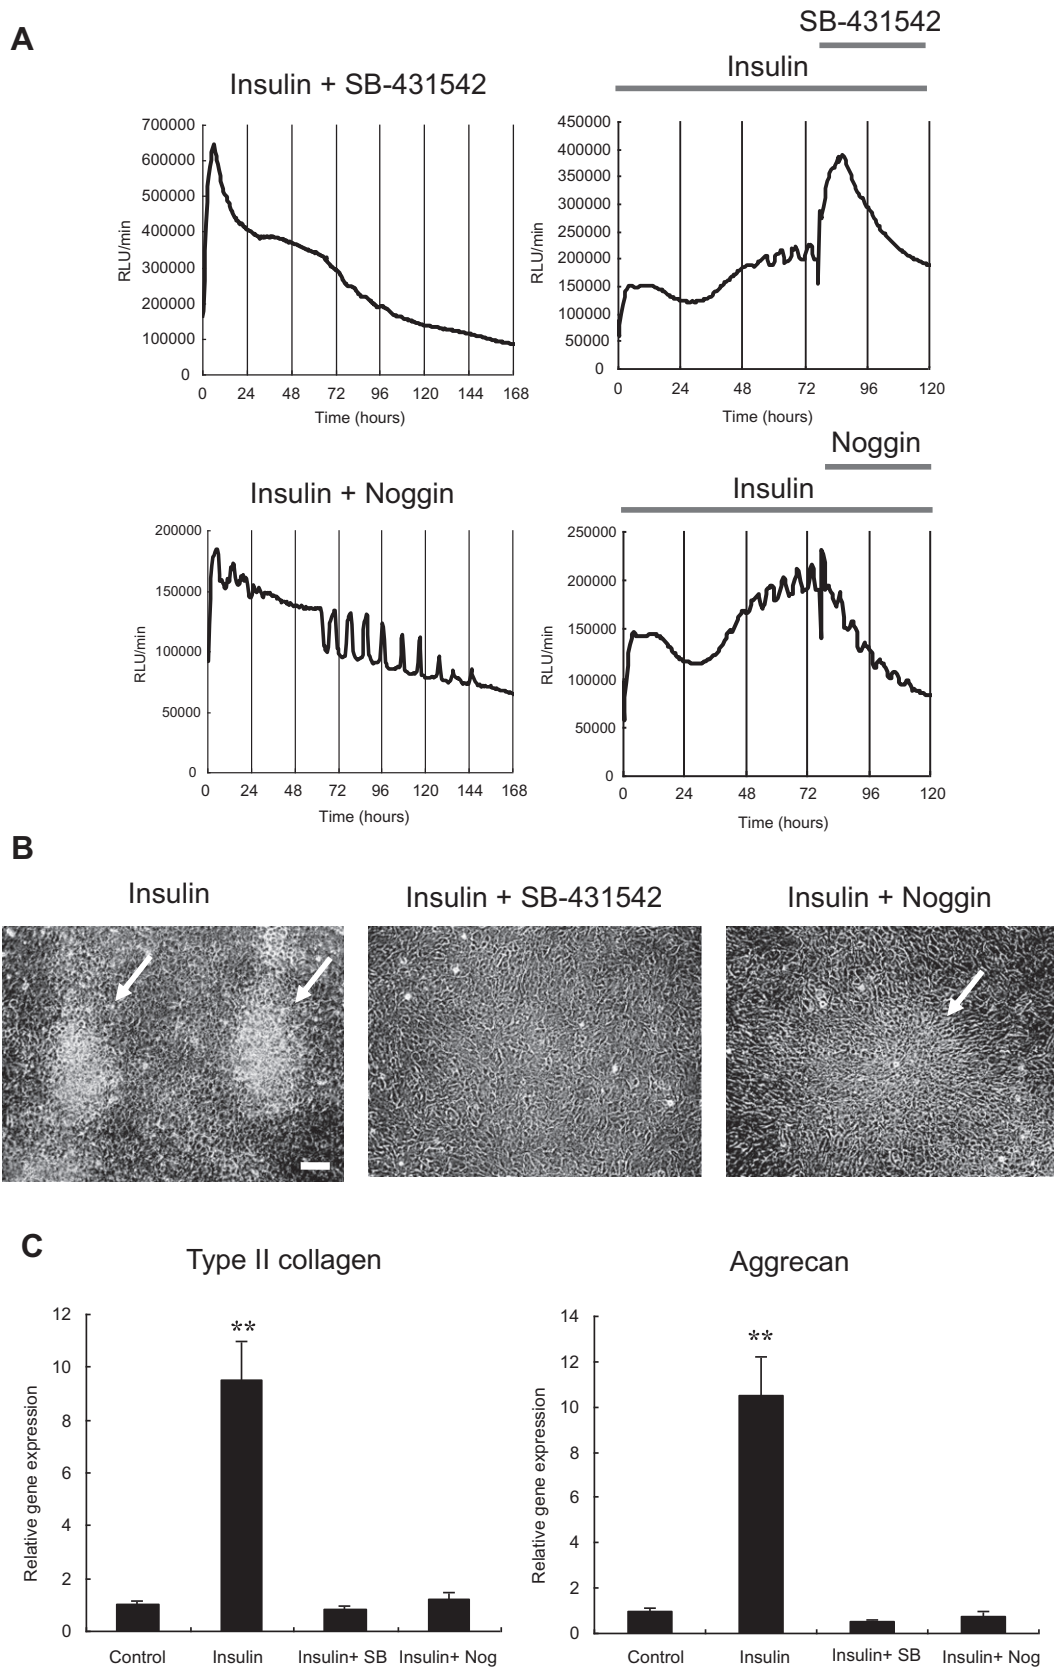 A
Insulin + SB-431542
700000
600000
500000
400000
300000
200000
100000
0
RLU/min
0 24 48 72 96 120 144 168
Time (hours)
SB-431542
Insulin
450000
400000
350000
300000
250000
200000
150000
100000
50000
0
RLU/min
0 24 48 72 96 120
Time (hours)
Insulin + Noggin
200000
150000
100000
50000
0
RLU/min
0 24 48 72 96 120 144 168
Time (hours)
Noggin
Insulin
250000
200000
150000
100000
50000
0
RLU/min
0 24 48 72 96 120
Time (hours)
B
Insulin
Insulin + SB-431542
Insulin + Noggin
C
Type II collagen
12
10
8
6
4
2
0
Relative gene expression
**
Control Insulin Insulin+ SB Insulin+ Nog
Aggrecan
14
12
10
8
6
4
2
0
Relative gene expression
**
Control Insulin Insulin+ SB Insulin+ Nog